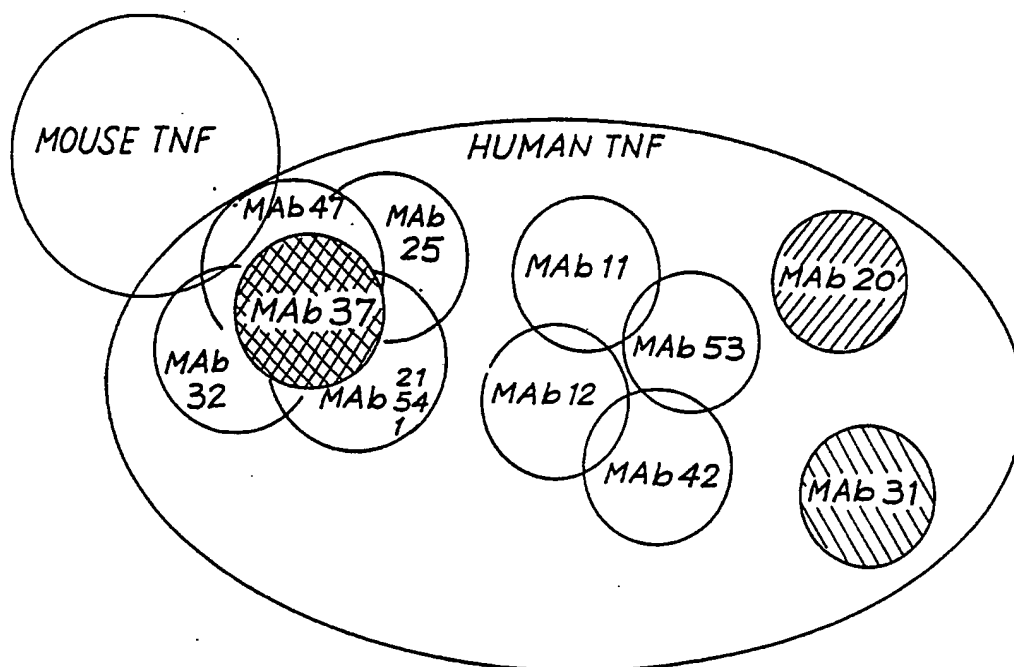 MOUSE TNF
HUMAN TNF
MAb 47
MAb
25
MAb 37
MAb
32
MAb 21
54
1
MAb 11
MAb 53
MAb 12
MAb 42
MAb 20
MAb 31